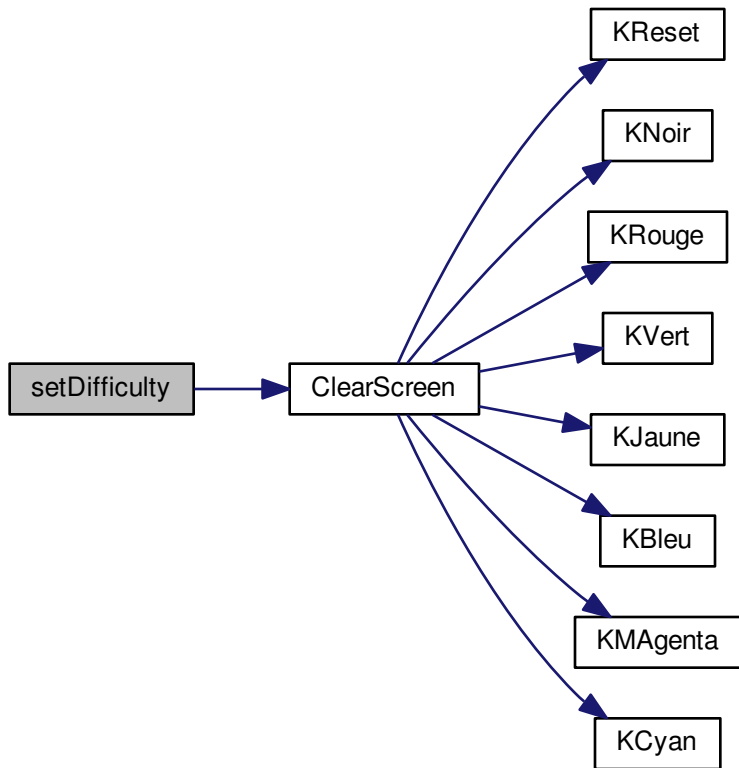 KReset
KNoir
KRouge
KVert
setDifficulty
ClearScreen
KJaune
KBleu
KMAgenta
KCyan